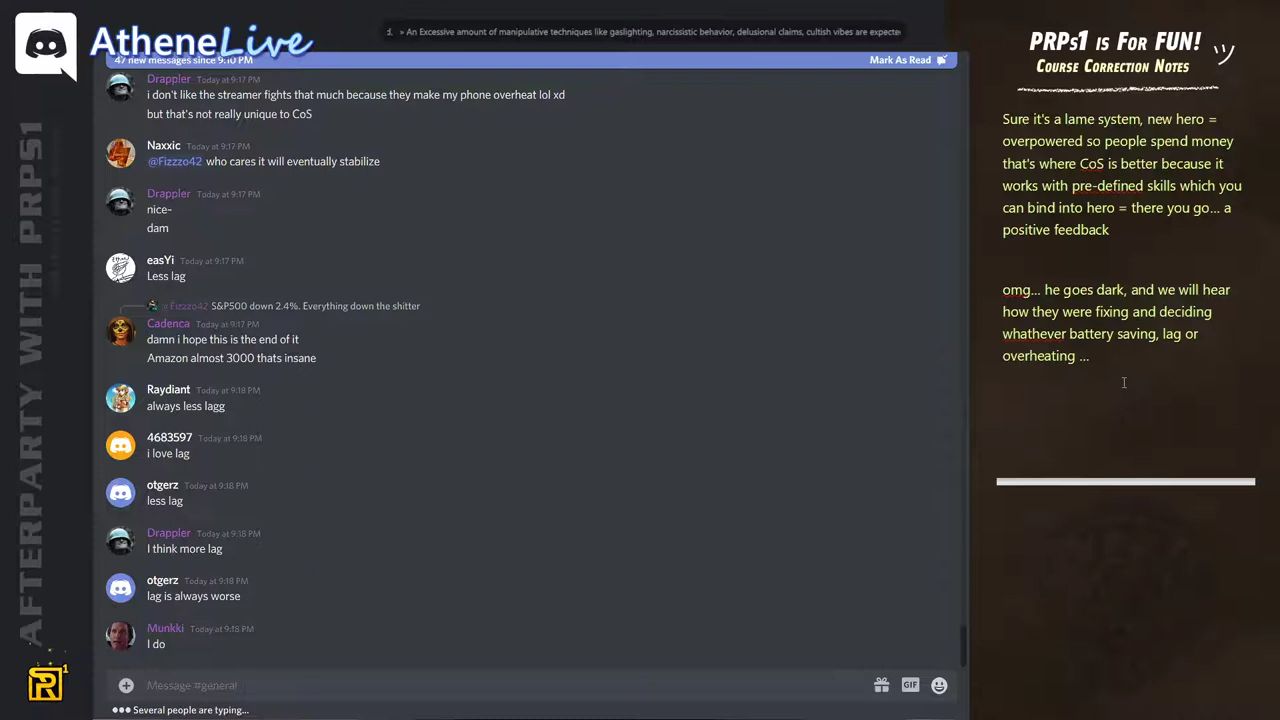 AtheneLive
d. » An Excessive amount of manipulative techniques like gaslighting, narcissistic behavior, delusional claims, cultish vibes are expecte
47 new messages since 9:10 PM
Mark As Read
Drappler Today at 9:17 PM
i don't like the streamer fights that much because they make my phone overheat lol xd
but that's not really unique to CoS
Naxxic Today at 9:17 PM
@Fizzzo42 who cares it will eventually stabilize
Drappler Today at 9:17 PM
nice-
dam
easYi Today at 9:17 PM
Less lag
@Fizzzo42 S&P500 down 2.4%. Everything down the shitter
Cadenca Today at 9:17 PM
damn i hope this is the end of it
Amazon almost 3000 thats insane
Raydiant Today at 9:18 PM
always less lagg
4683597 Today at 9:18 PM
i love lag
otgerz Today at 9:18 PM
less lag
Drappler Today at 9:18 PM
I think more lag
otgerz Today at 9:18 PM
lag is always worse
Munkki Today at 9:18 PM
I do
Message #general
GIF
Several people are typing...
AFTERPARTY WITH PRPS1
R1
PRPs1 is For FUN! ツ
Course Correction Notes
Sure it's a lame system, new hero =
overpowered so people spend money
that's where CoS is better because it
works with pre-defined skills which you
can bind into hero = there you go... a
positive feedback
omg... he goes dark, and we will hear
how they were fixing and deciding
whathever battery saving, lag or
overheating ...